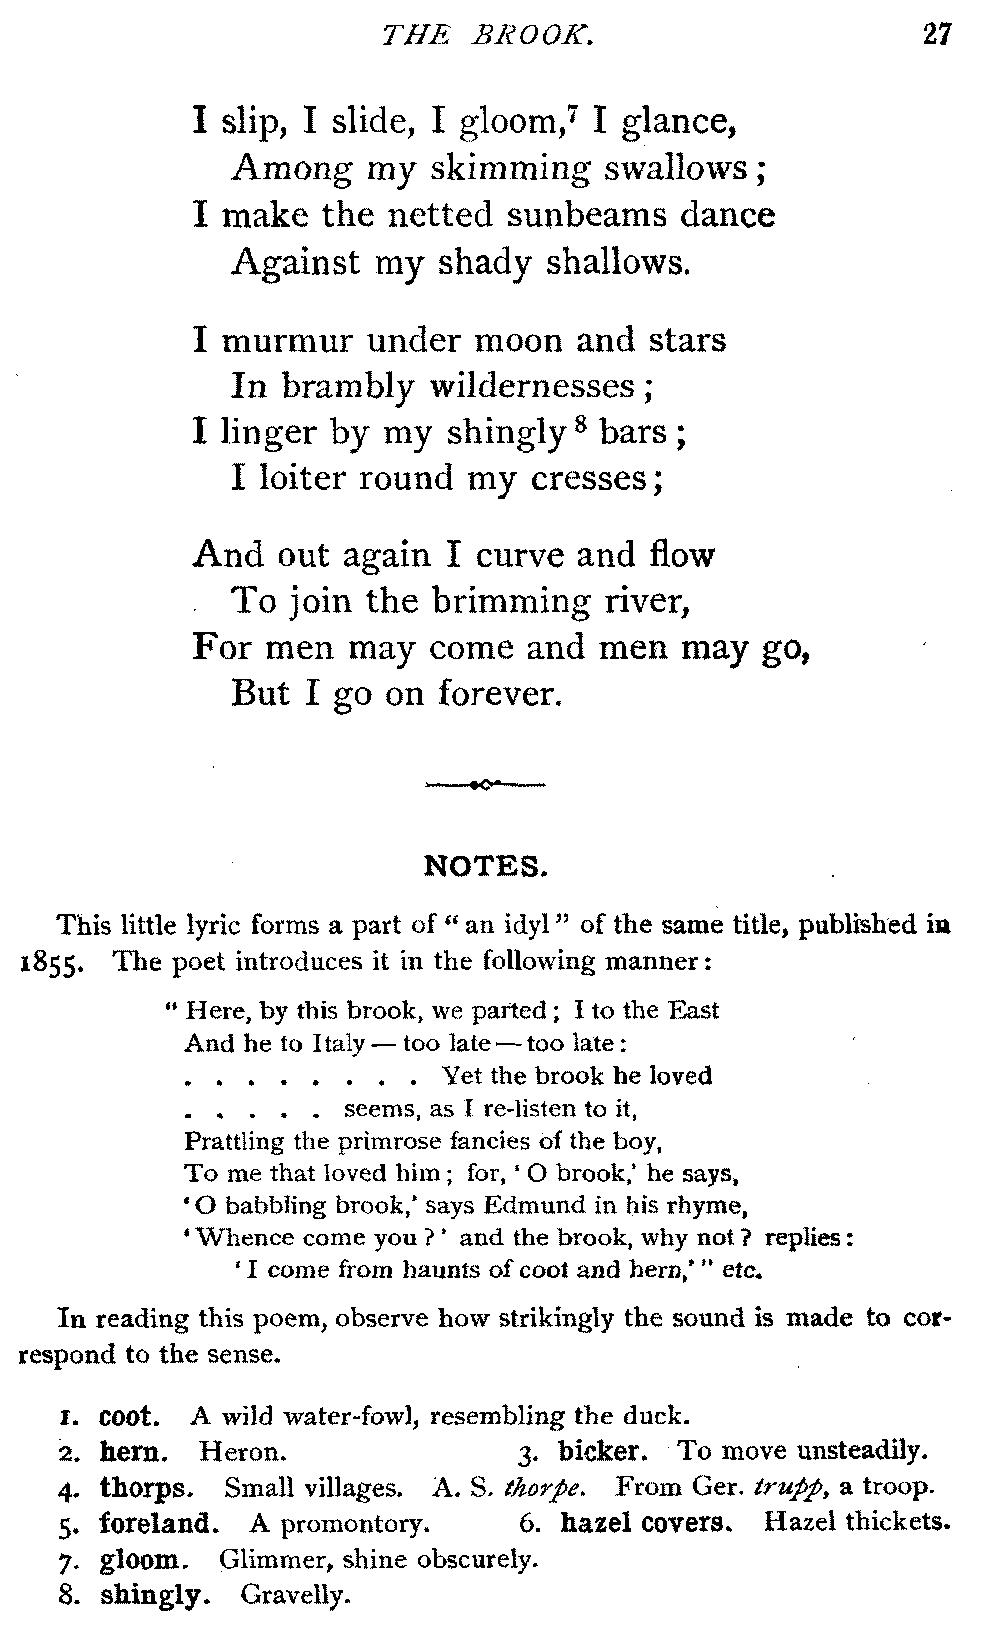 THE BROOK. 27
I slip, I slide, I gloom,⁷ I glance,
Among my skimming swallows;
I make the netted sunbeams dance
Against my shady shallows.
I murmur under moon and stars
In brambly wildernesses;
I linger by my shingly⁸ bars;
I loiter round my cresses;
And out again I curve and flow
To join the brimming river,
For men may come and men may go,
But I go on forever.
NOTES.
This little lyric forms a part of "an idyl" of the same title, published in
1855. The poet introduces it in the following manner:
"Here, by this brook, we parted; I to the East
And he to Italy — too late — too late:
. . . . . . . . Yet the brook he loved
. . . . . seems, as I re-listen to it,
Prattling the primrose fancies of the boy,
To me that loved him; for, 'O brook,' he says,
'O babbling brook,' says Edmund in his rhyme,
'Whence come you?' and the brook, why not? replies:
'I come from haunts of coot and hern,'" etc.
In reading this poem, observe how strikingly the sound is made to cor-
respond to the sense.
1. coot. A wild water-fowl, resembling the duck.
2. hern. Heron. 3. bicker. To move unsteadily.
4. thorps. Small villages. A. S. thorpe. From Ger. trupp, a troop.
5. foreland. A promontory. 6. hazel covers. Hazel thickets.
7. gloom. Glimmer, shine obscurely.
8. shingly. Gravelly.